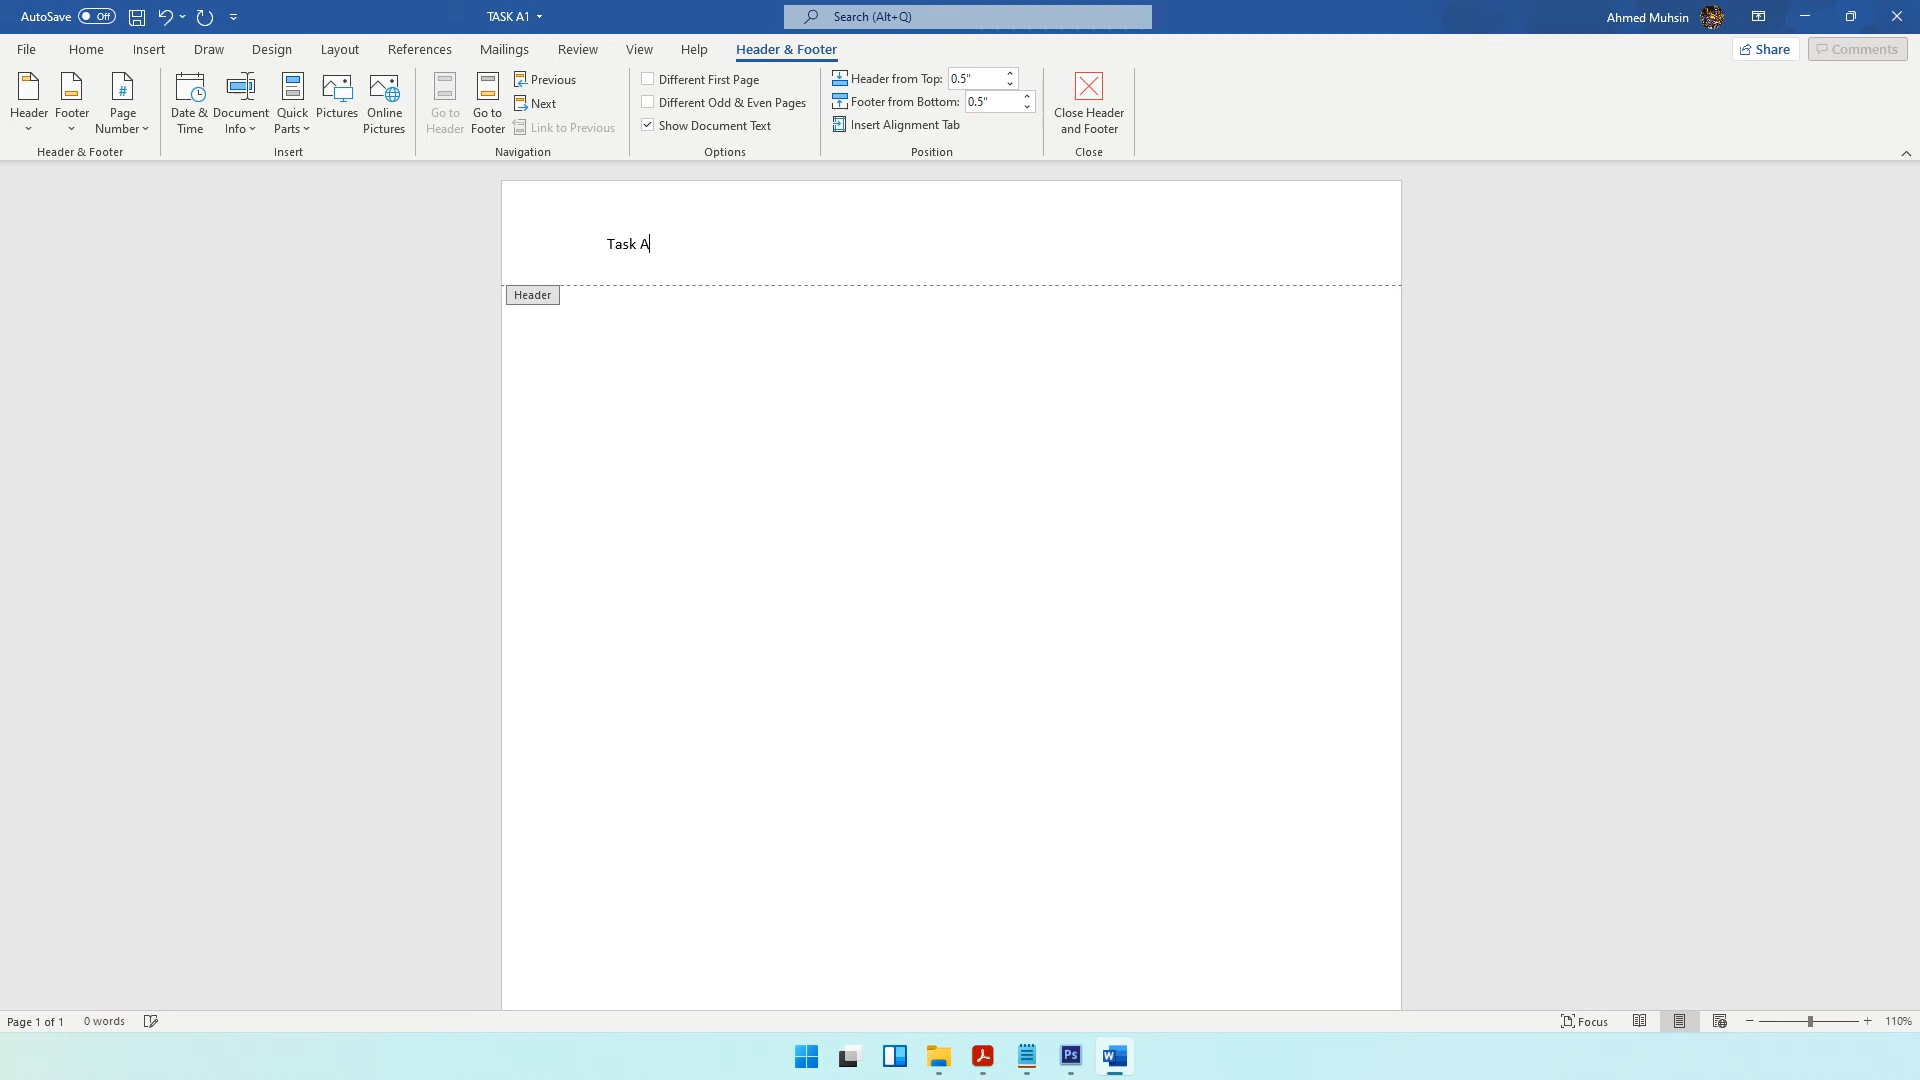 AutoSave Off TASK A1 Search (Alt+Q) Ahmed Muhsin
File Home Insert Draw Design Layout References Mailings Review View Help Header & Footer Share Comments
Header Footer Page Number
Header & Footer
Date & Time Document Info Quick Parts Pictures Online Pictures
Insert
Go to Header Go to Footer
Previous
Next
Link to Previous
Navigation
Different First Page
Different Odd & Even Pages
Show Document Text
Options
Header from Top: 0.5"
Footer from Bottom: 0.5"
Insert Alignment Tab
Position
Close Header and Footer
Close
Task A
Header
Page 1 of 1 0 words Focus 110%
Ps W